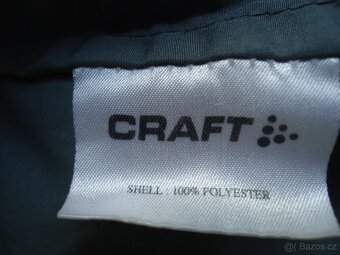 CRAFT
SHELL : 100% POLYESTER
© Bazos.cz